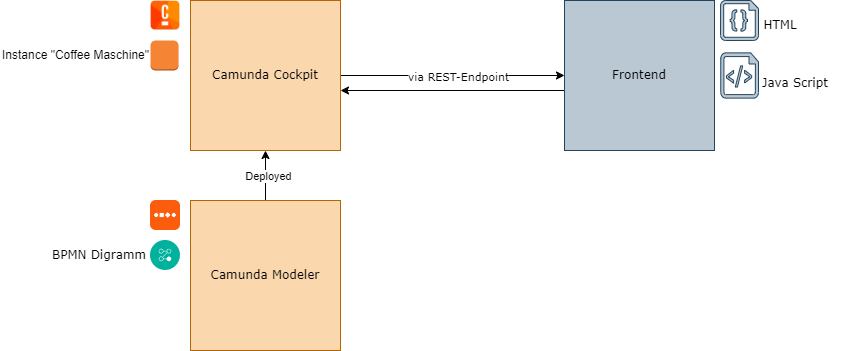 HTML
Instance "Coffee Maschine"
Camunda Cockpit
via REST-Endpoint
Frontend
Java Script
Deployed
BPMN Digramm
Camunda Modeler